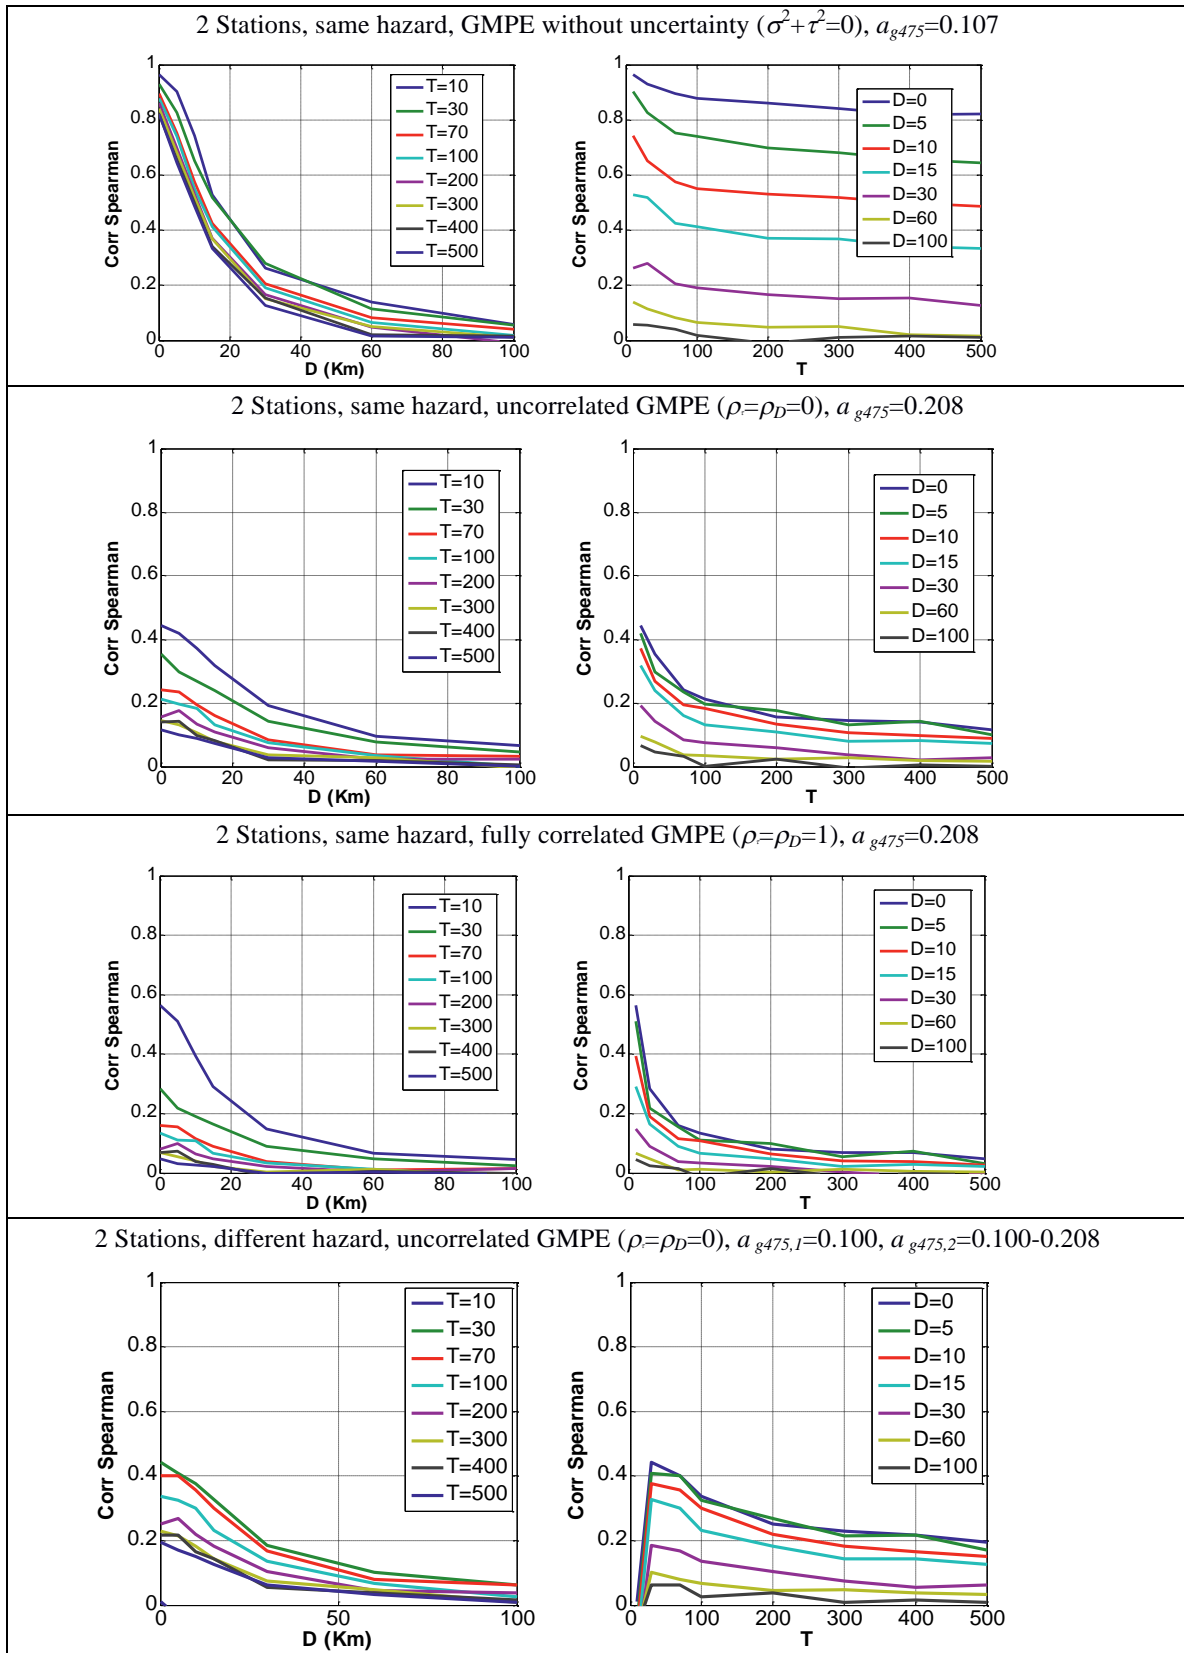 2 Stations, same hazard, GMPE without uncertainty (σ²+τ²=0), a_g475=0.107
1
0.8
0.6
0.4
0.2
0
Corr Spearman
0 20 40 60 80 100
D (Km)
T=10
T=30
T=70
T=100
T=200
T=300
T=400
T=500
1
0.8
0.6
0.4
0.2
0
Corr Spearman
0 100 200 300 400 500
T
D=0
D=5
D=10
D=15
D=30
D=60
D=100
2 Stations, same hazard, uncorrelated GMPE (ρ=ρ_D=0), a_g475=0.208
1
0.8
0.6
0.4
0.2
0
Corr Spearman
0 20 40 60 80 100
D (Km)
T=10
T=30
T=70
T=100
T=200
T=300
T=400
T=500
1
0.8
0.6
0.4
0.2
0
Corr Spearman
0 100 200 300 400 500
T
D=0
D=5
D=10
D=15
D=30
D=60
D=100
2 Stations, same hazard, fully correlated GMPE (ρ=ρ_D=1), a_g475=0.208
1
0.8
0.6
0.4
0.2
0
Corr Spearman
0 20 40 60 80 100
D (Km)
T=10
T=30
T=70
T=100
T=200
T=300
T=400
T=500
1
0.8
0.6
0.4
0.2
0
Corr Spearman
0 100 200 300 400 500
T
D=0
D=5
D=10
D=15
D=30
D=60
D=100
2 Stations, different hazard, uncorrelated GMPE (ρ=ρ_D=0), a_g475,1=0.100, a_g475,2=0.100-0.208
1
0.8
0.6
0.4
0.2
0
Corr Spearman
0 50 100
D (Km)
T=10
T=30
T=70
T=100
T=200
T=300
T=400
T=500
1
0.8
0.6
0.4
0.2
0
Corr Spearman
0 100 200 300 400 500
T
D=0
D=5
D=10
D=15
D=30
D=60
D=100